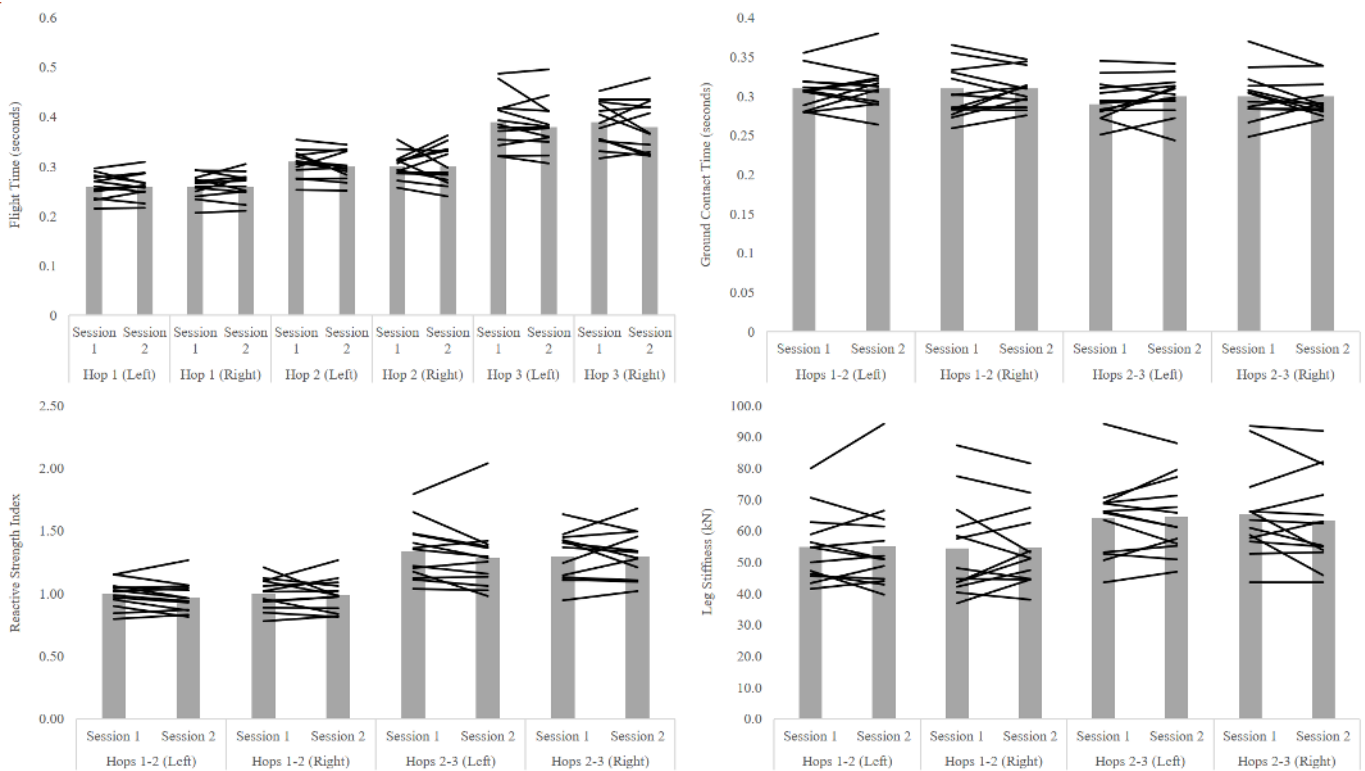 Flight Time (seconds)
0.6
0.5
0.4
0.3
0.2
0.1
0
Session 1 Session 2 Session 1 Session 2 Session 1 Session 2 Session 1 Session 2 Session 1 Session 2 Session 1 Session 2
Hop 1 (Left) Hop 1 (Right) Hop 2 (Left) Hop 2 (Right) Hop 3 (Left) Hop 3 (Right)
Ground Contact Time (seconds)
0.4
0.35
0.3
0.25
0.2
0.15
0.1
0.05
0
Session 1 Session 2 Session 1 Session 2 Session 1 Session 2 Session 1 Session 2
Hops 1-2 (Left) Hops 1-2 (Right) Hops 2-3 (Left) Hops 2-3 (Right)
Reactive Strength Index
2.50
2.00
1.50
1.00
0.50
0.00
Session 1 Session 2 Session 1 Session 2 Session 1 Session 2 Session 1 Session 2
Hops 1-2 (Left) Hops 1-2 (Right) Hops 2-3 (Left) Hops 2-3 (Right)
Leg Stiffness (kN)
100.0
90.0
80.0
70.0
60.0
50.0
40.0
30.0
20.0
10.0
0.0
Session 1 Session 2 Session 1 Session 2 Session 1 Session 2 Session 1 Session 2
Hops 1-2 (Left) Hops 1-2 (Right) Hops 2-3 (Left) Hops 2-3 (Right)